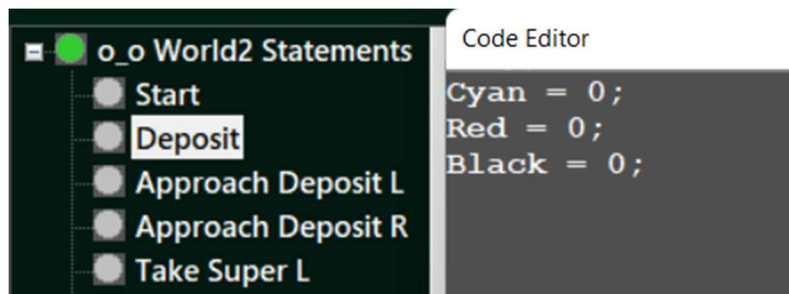 o_o World2 Statements
Start
Deposit
Approach Deposit L
Approach Deposit R
Take Super L
Code Editor
Cyan = 0;
Red = 0;
Black = 0;